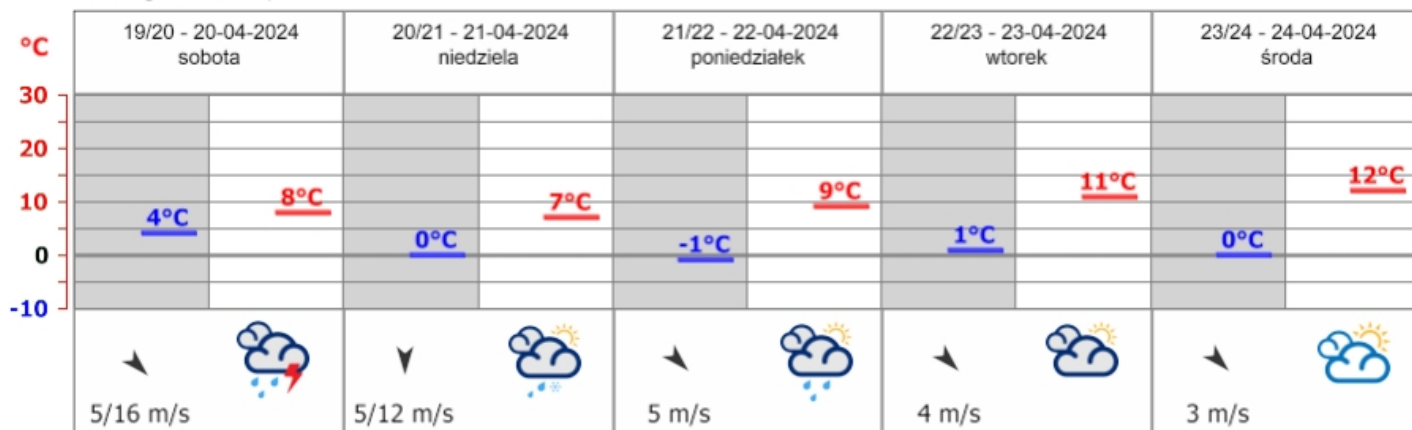 19/20 - 20-04-2024
sobota
20/21 - 21-04-2024
niedziela
21/22 - 22-04-2024
poniedziałek
22/23 - 23-04-2024
wtorek
23/24 - 24-04-2024
środa
°C
30
20
10
0
-10
4°C
8°C
0°C
7°C
-1°C
9°C
1°C
11°C
0°C
12°C
5/16 m/s
5/12 m/s
5 m/s
4 m/s
3 m/s